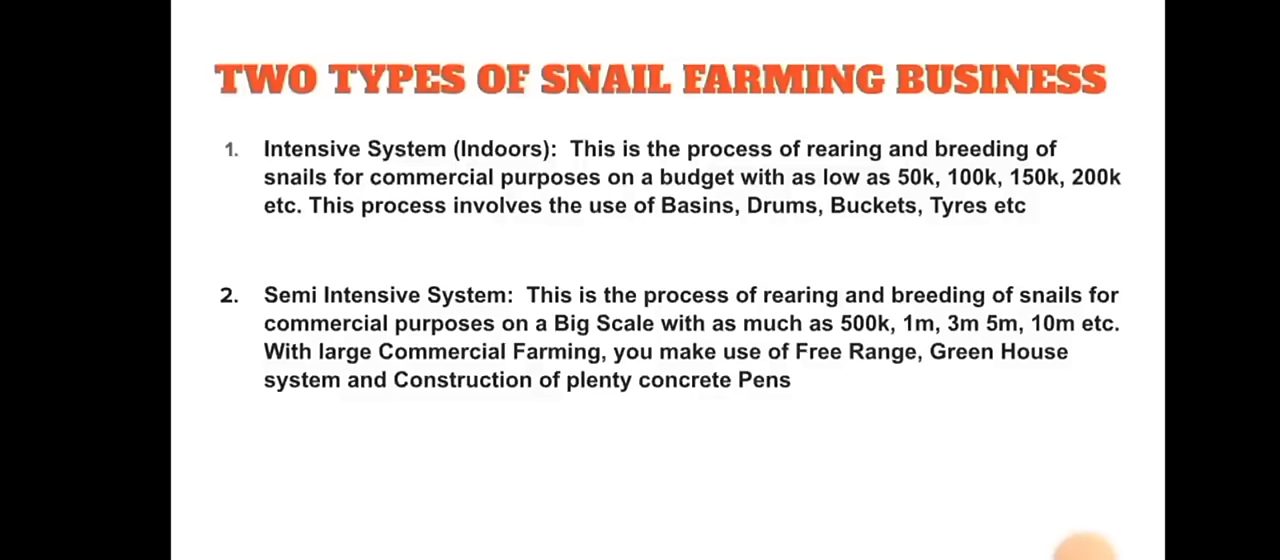 TWO TYPES OF SNAIL FARMING BUSINESS
1. Intensive System (Indoors): This is the process of rearing and breeding of
snails for commercial purposes on a budget with as low as 50k, 100k, 150k, 200k
etc. This process involves the use of Basins, Drums, Buckets, Tyres etc
2. Semi Intensive System: This is the process of rearing and breeding of snails for
commercial purposes on a Big Scale with as much as 500k, 1m, 3m 5m, 10m etc.
With large Commercial Farming, you make use of Free Range, Green House
system and Construction of plenty concrete Pens